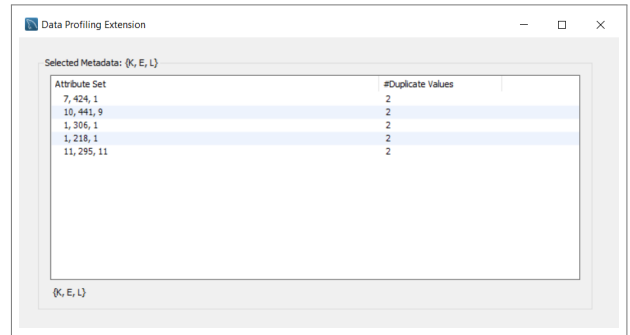 Data Profiling Extension
Selected Metadata: {K, E, L}
Attribute Set #Duplicate Values
7, 424, 1 2
10, 441, 9 2
1, 306, 1 2
1, 218, 1 2
11, 295, 11 2
{K, E, L}